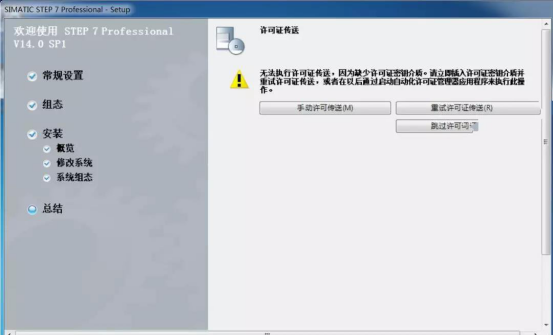 SIMATIC STEP 7 Professional - Setup
欢迎使用 STEP 7 Professional
V14.0 SP1
常规设置
组态
安装
概览
修改系统
系统组态
总结
许可证传送
无法执行许可证传送，因为缺少许可证密钥介质。请立即插入许可证密钥介质并
重试许可证传送，或者在以后通过启动自动化许可证管理器应用程序来执行此操
作。
手动许可传送(M)
重试许可证传送(R)
跳过许可